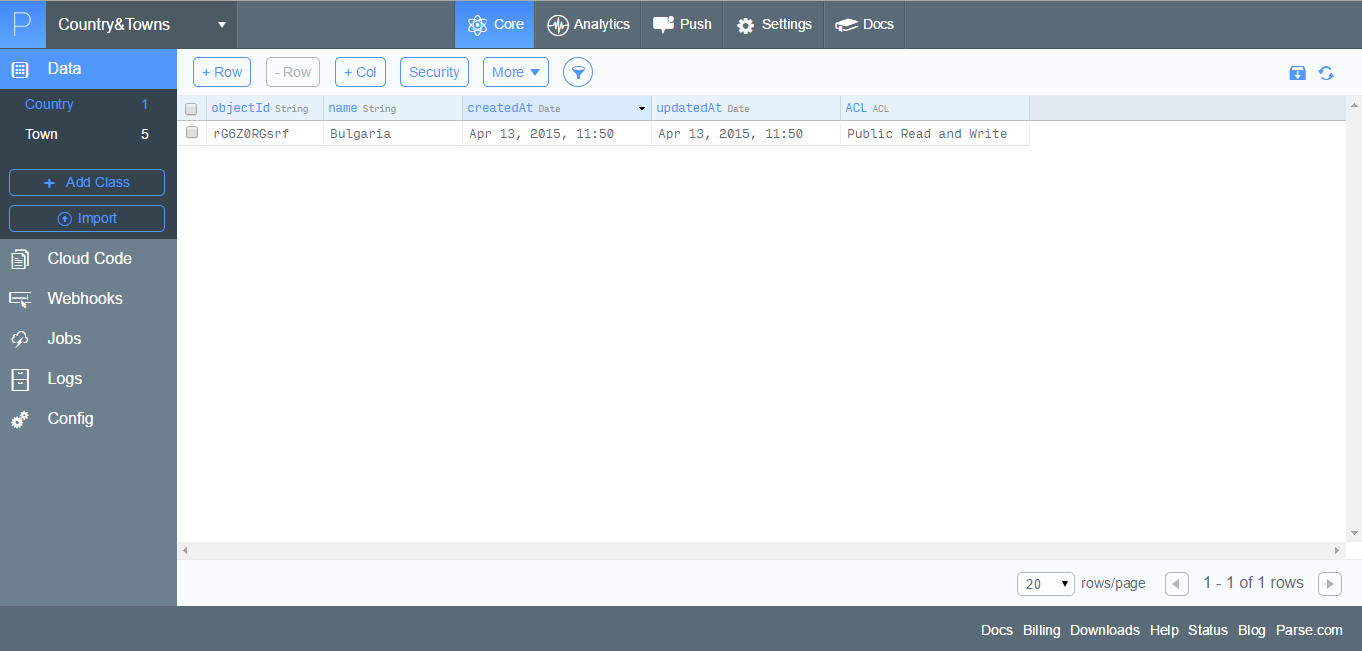 P Country&Towns Core Analytics Push Settings Docs
Data
Country 1
Town 5
+ Add Class
Import
Cloud Code
Webhooks
Jobs
Logs
Config
+ Row - Row + Col Security More
objectId String name String createdAt Date updatedAt Date ACL ACL
rG6Z0RGsrf Bulgaria Apr 13, 2015, 11:50 Apr 13, 2015, 11:50 Public Read and Write
20 rows/page 1 - 1 of 1 rows
Docs Billing Downloads Help Status Blog Parse.com